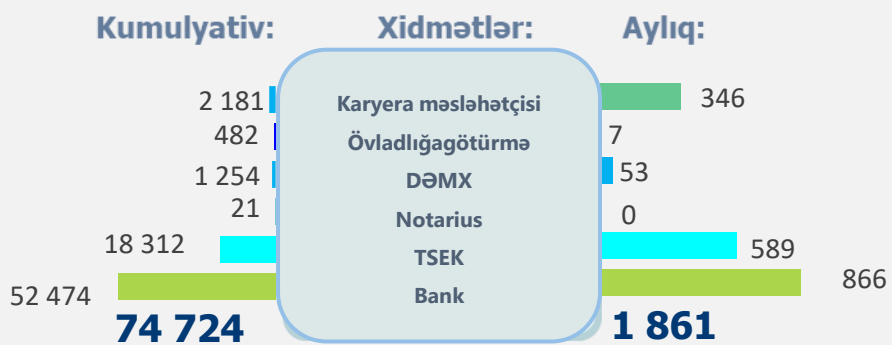 Kumulyativ: Xidmətlər: Aylıq:
2 181 Karyera məsləhətçisi 346
482 Övladlığagötürmə 7
1 254 DƏMX 53
21 Notarius 0
18 312 TSEK 589
52 474 Bank 866
74 724 1 861